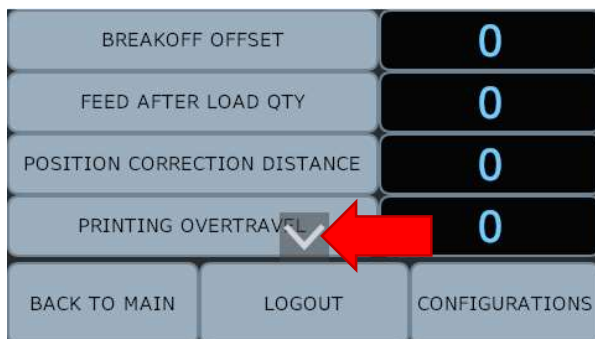 BREAKOFF OFFSET 0
FEED AFTER LOAD QTY 0
POSITION CORRECTION DISTANCE 0
PRINTING OVERTRAVEL 0
BACK TO MAIN LOGOUT CONFIGURATIONS